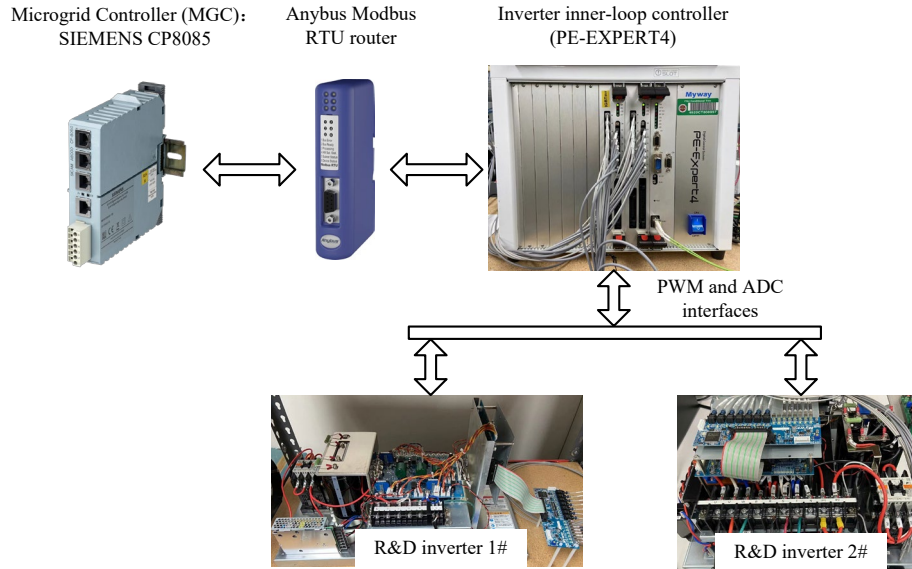 Microgrid Controller (MGC):
SIEMENS CP8085
Anybus Modbus
RTU router
Inverter inner-loop controller
(PE-EXPERT4)
Myway
PE-Expert4
Anybus
PWM and ADC
interfaces
R&D inverter 1#
R&D inverter 2#